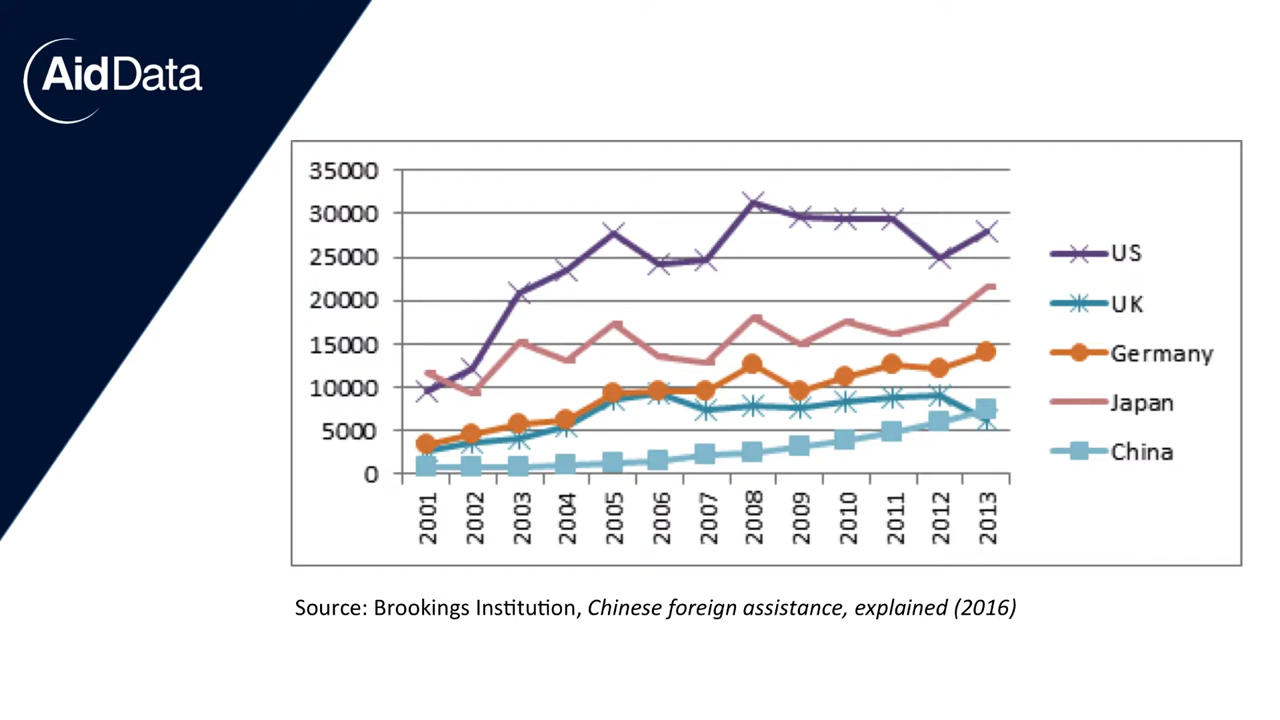 AidData
35000
30000
25000
20000
15000
10000
5000
0
2001 2002 2003 2004 2005 2006 2007 2008 2009 2010 2011 2012 2013
US
UK
Germany
Japan
China
Source: Brookings Institution, Chinese foreign assistance, explained (2016)